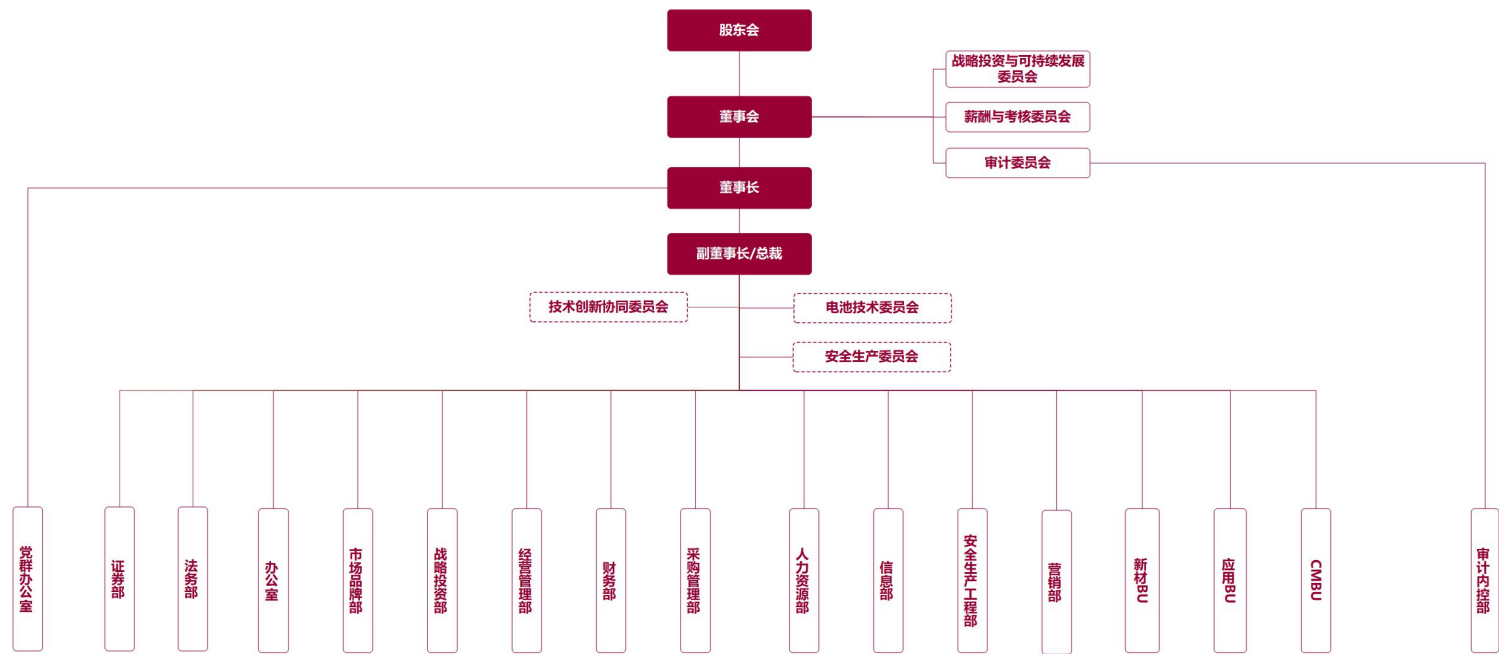 股东会
战略投资与可持续发展
委员会
董事会
薪酬与考核委员会
审计委员会
董事长
副董事长/总裁
技术创新协同委员会
电池技术委员会
安全生产委员会
党群办公室
证券部
法务部
办公室
市场品牌部
战略投资部
经营管理部
财务部
采购管理部
人力资源部
信息部
安全生产工程部
营销部
新材BU
应用BU
CMBU
审计内控部